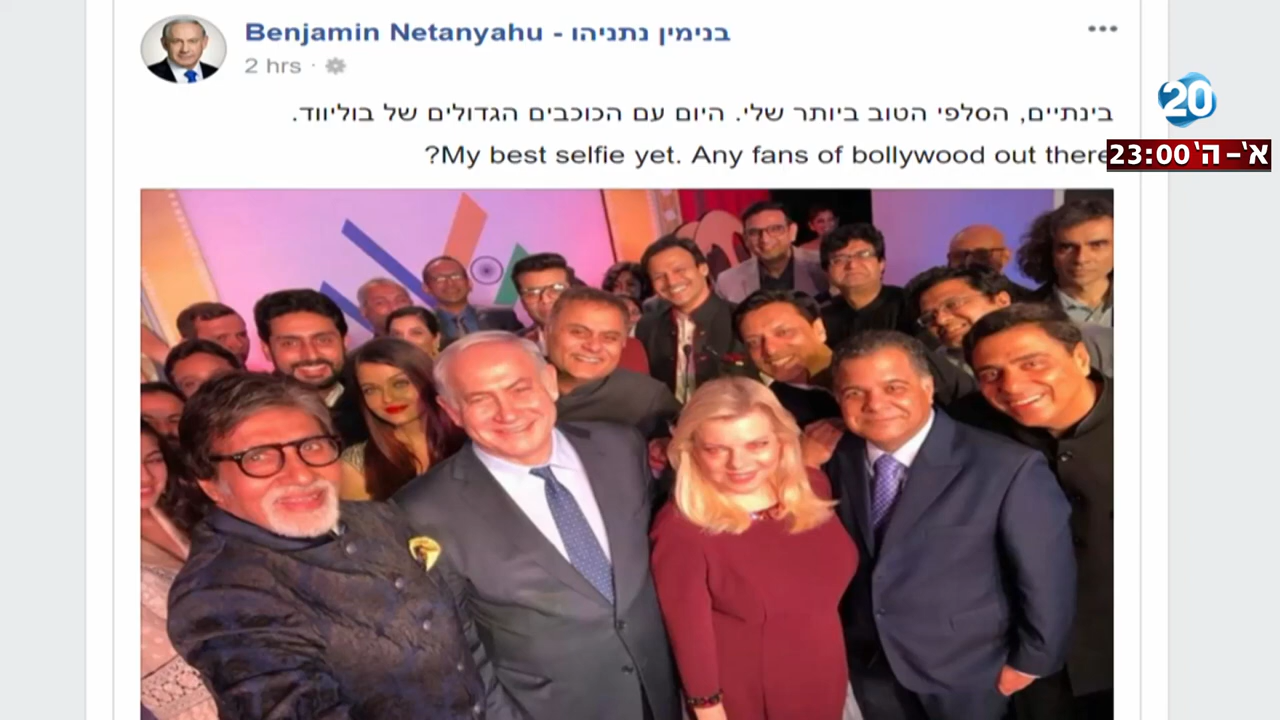 Benjamin Netanyahu - בנימין נתניהו
2 hrs
בינתיים, הסלפי הטוב ביותר שלי. היום עם הכוכבים הגדולים של בוליווד.
?My best selfie yet. Any fans of bollywood out there
20
א'-ה' 23:00